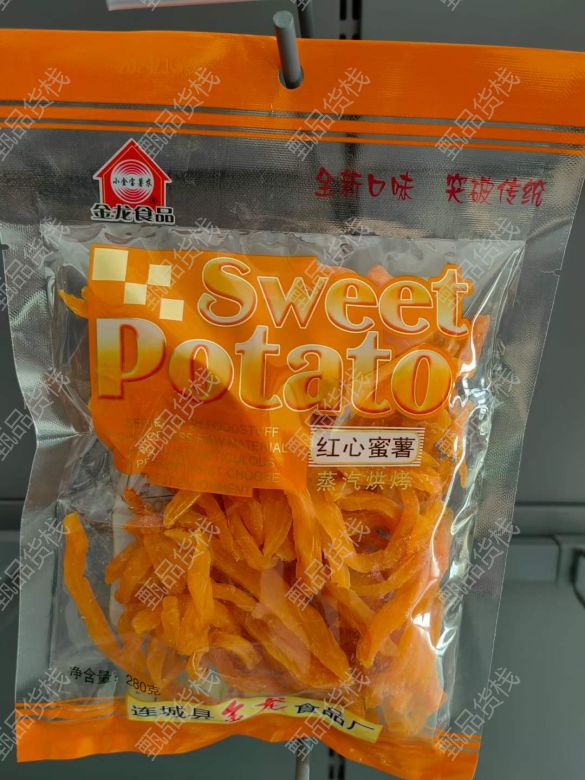 小金宝薯农
金龙食品
全新口味 突破传统
Sweet
Potato
红心蜜薯
蒸汽烘烤
净含量：280克
连城县金龙食品厂
甄品货栈